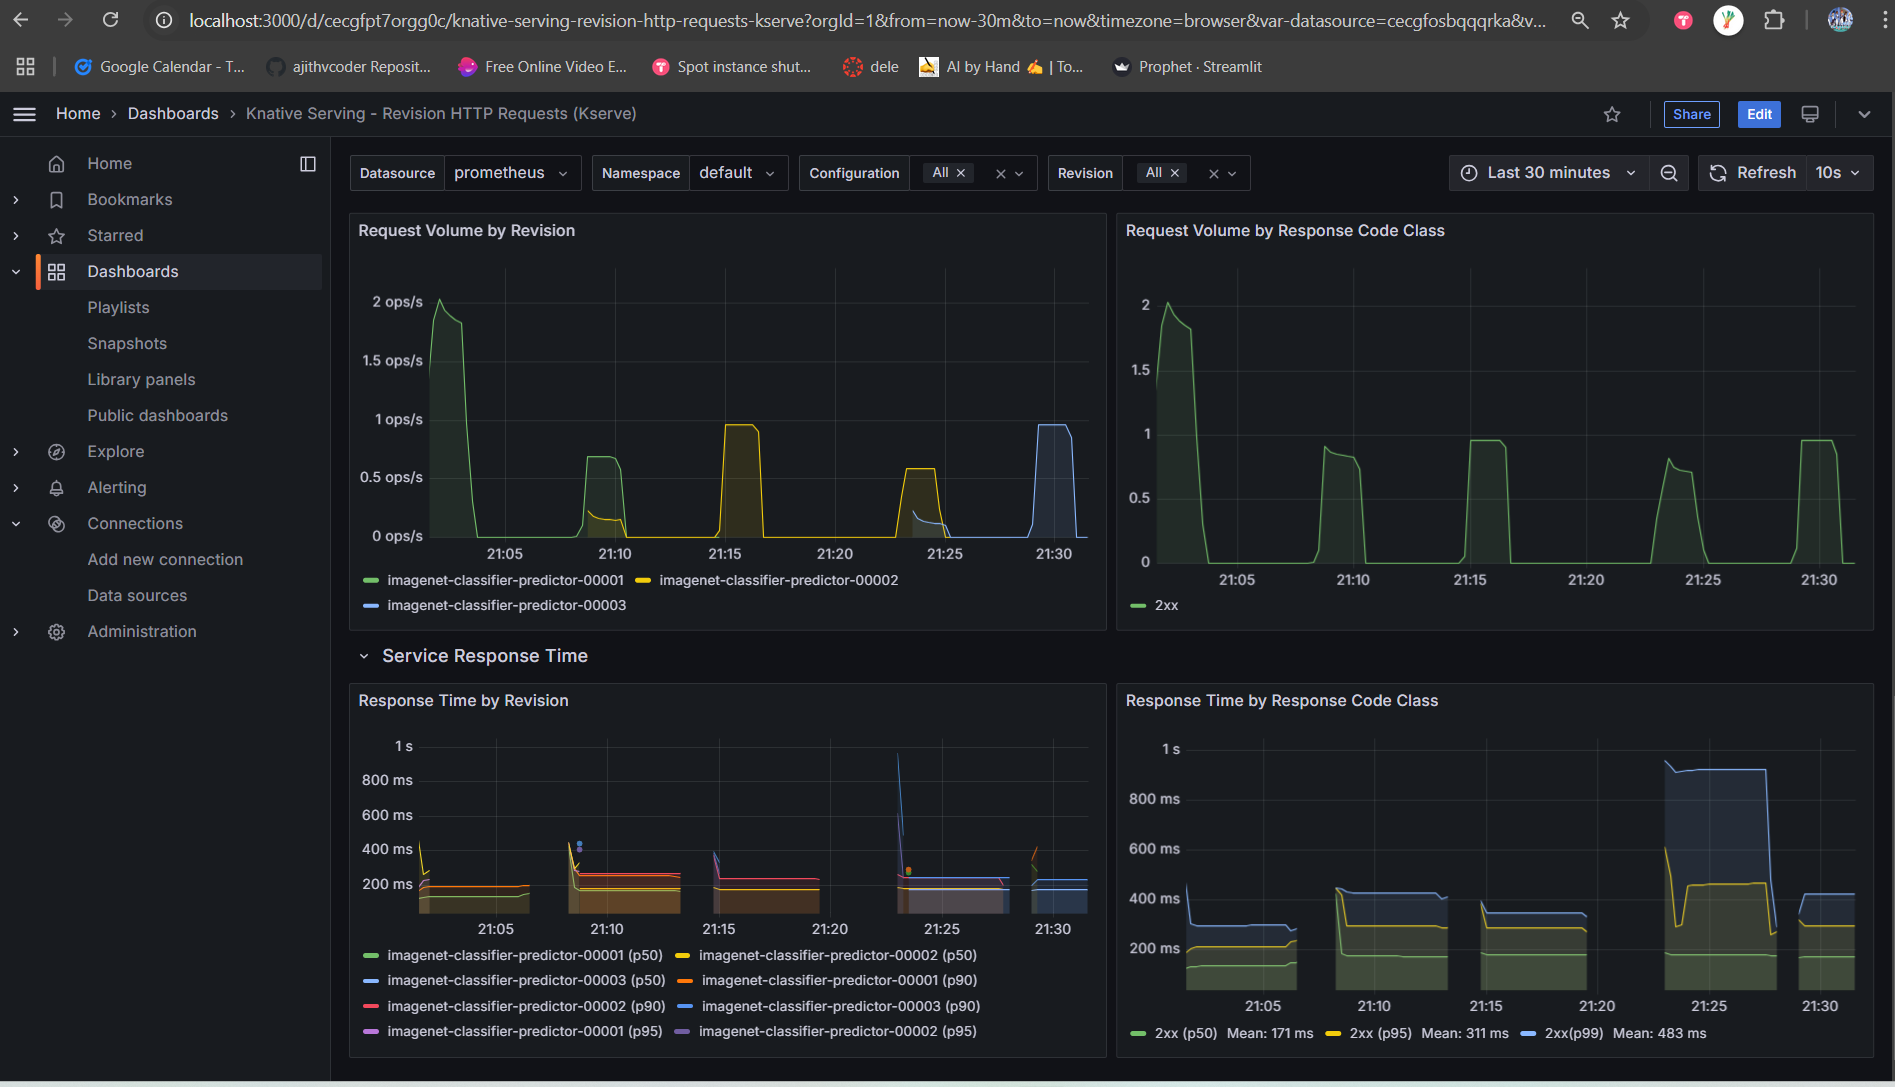 localhost:3000/d/cecgfpt7orgg0c/knative-serving-revision-http-requests-kserve?orgId=1&from=now-30m&to=now&timezone=browser&var-datasource=cecgfosbqqqrka&v...
Google Calendar - T...
ajithvcoder Reposit...
Free Online Video E...
Spot instance shut...
dele
AI by Hand ✍ | To...
Prophet · Streamlit
Home › Dashboards › Knative Serving - Revision HTTP Requests (Kserve)
Share
Edit
Home
Bookmarks
Starred
Dashboards
Playlists
Snapshots
Library panels
Public dashboards
Explore
Alerting
Connections
Add new connection
Data sources
Administration
Datasource prometheus
Namespace default
Configuration All
Revision All
Last 30 minutes
Refresh 10s
Request Volume by Revision
2 ops/s
1.5 ops/s
1 ops/s
0.5 ops/s
0 ops/s
21:05 21:10 21:15 21:20 21:25 21:30
imagenet-classifier-predictor-00001 imagenet-classifier-predictor-00002
imagenet-classifier-predictor-00003
Request Volume by Response Code Class
2
1.5
1
0.5
0
21:05 21:10 21:15 21:20 21:25 21:30
2xx
Service Response Time
Response Time by Revision
1 s
800 ms
600 ms
400 ms
200 ms
21:05 21:10 21:15 21:20 21:25 21:30
imagenet-classifier-predictor-00001 (p50) imagenet-classifier-predictor-00002 (p50)
imagenet-classifier-predictor-00003 (p50) imagenet-classifier-predictor-00001 (p90)
imagenet-classifier-predictor-00002 (p90) imagenet-classifier-predictor-00003 (p90)
imagenet-classifier-predictor-00001 (p95) imagenet-classifier-predictor-00002 (p95)
Response Time by Response Code Class
1 s
800 ms
600 ms
400 ms
200 ms
21:05 21:10 21:15 21:20 21:25 21:30
2xx (p50) Mean: 171 ms 2xx (p95) Mean: 311 ms 2xx(p99) Mean: 483 ms